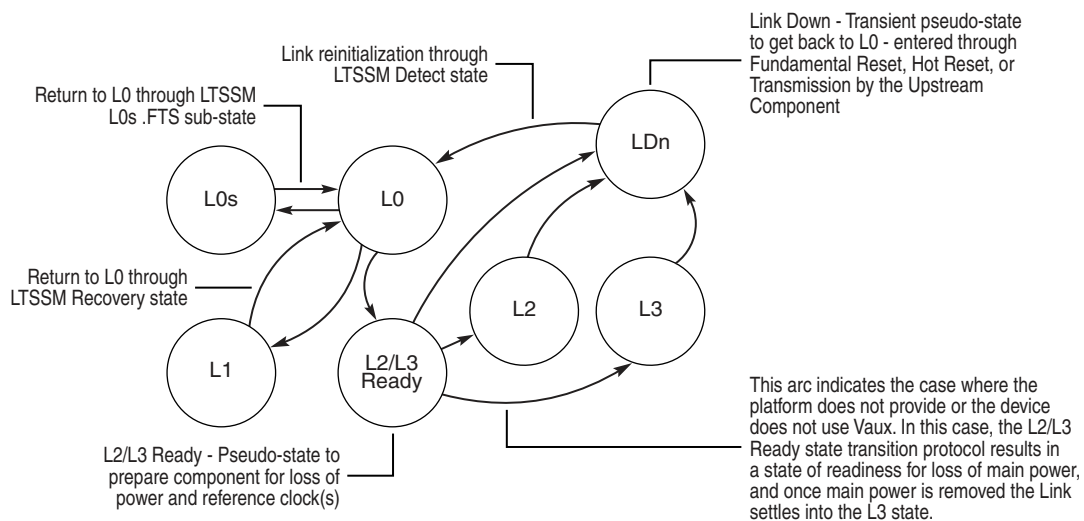 Link Down - Transient pseudo-state
to get back to L0 - entered through
Fundamental Reset, Hot Reset, or
Transmission by the Upstream
Component
Link reinitialization through
LTSSM Detect state
Return to L0 through LTSSM
L0s .FTS sub-state
LDn
L0s
L0
Return to L0 through
LTSSM Recovery state
L2
L3
L1
L2/L3
Ready
This arc indicates the case where the
platform does not provide or the device
does not use Vaux. In this case, the L2/L3
Ready state transition protocol results in
a state of readiness for loss of main power,
and once main power is removed the Link
settles into the L3 state.
L2/L3 Ready - Pseudo-state to
prepare component for loss of
power and reference clock(s)